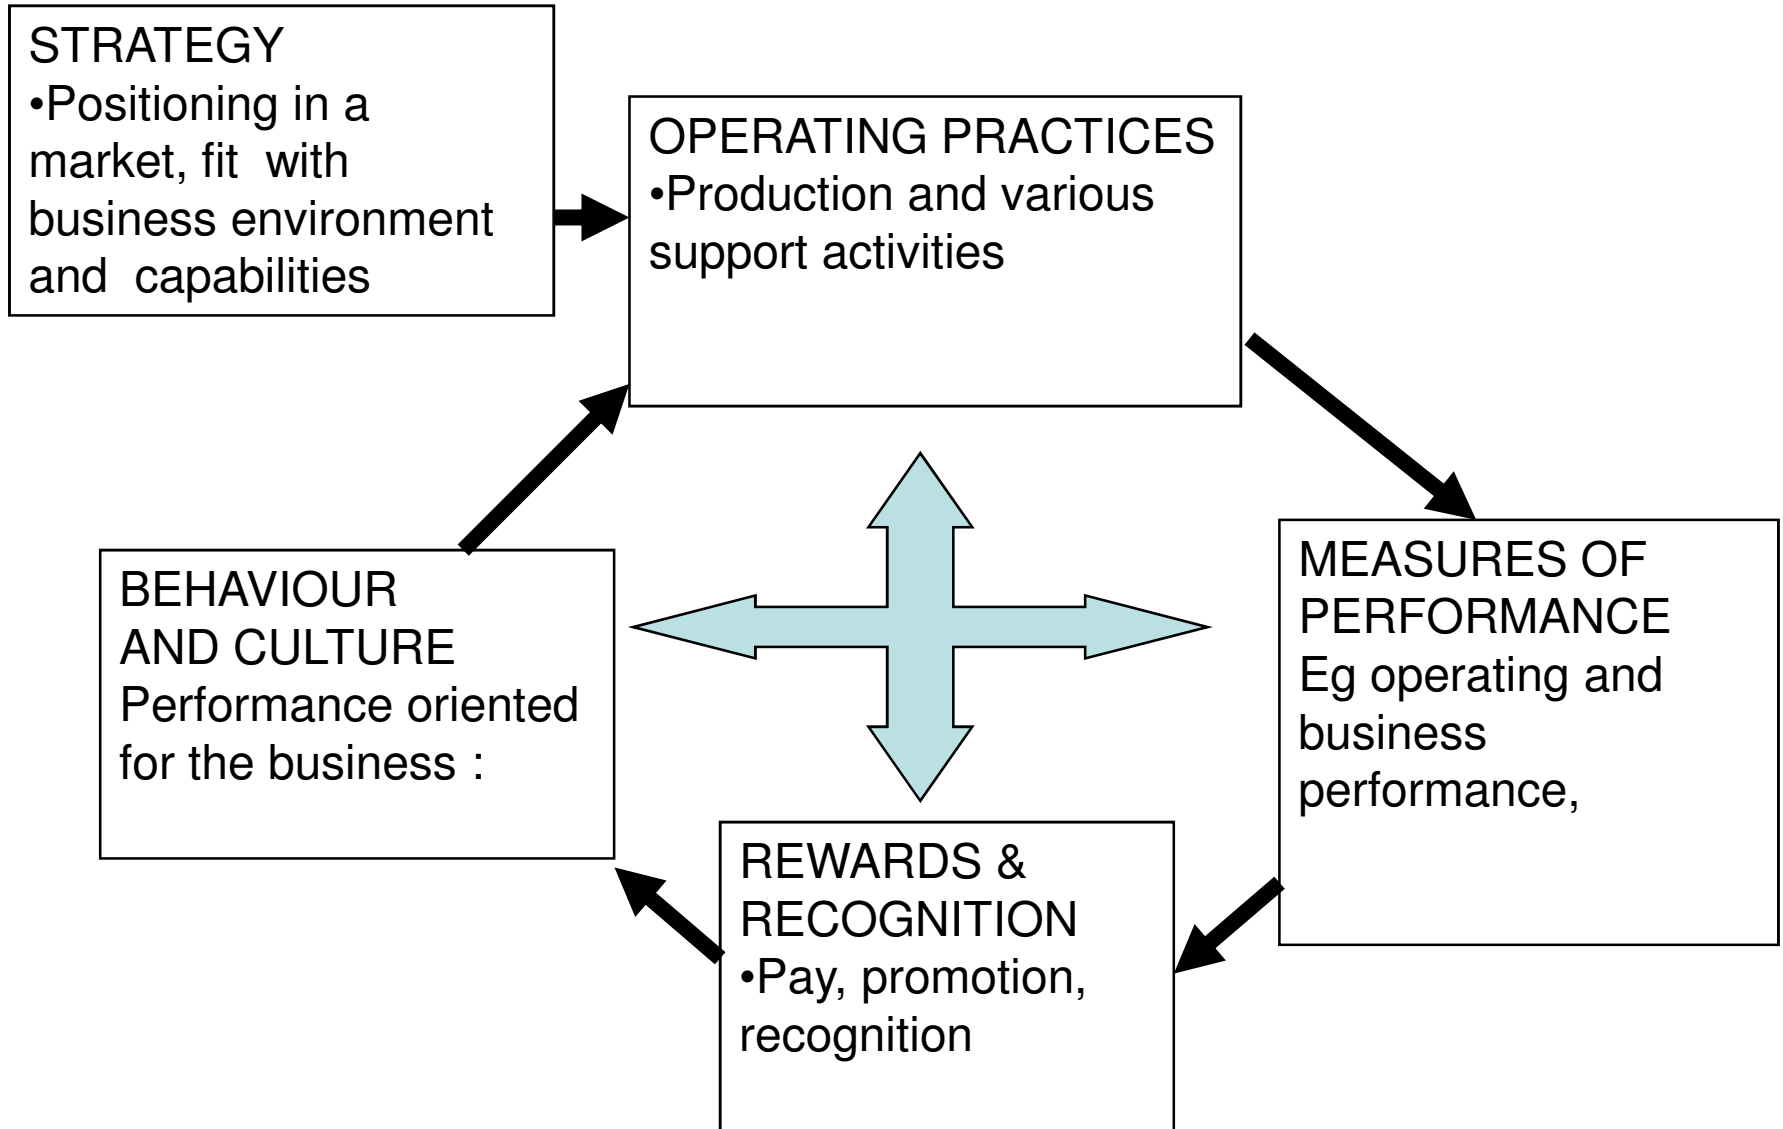 STRATEGY
•Positioning in a
market, fit  with
business environment
and  capabilities
OPERATING PRACTICES
•Production and various
support activities
BEHAVIOUR
AND CULTURE
Performance oriented
for the business :
MEASURES OF
PERFORMANCE
Eg operating and
business
performance,
REWARDS &
RECOGNITION
•Pay, promotion,
recognition